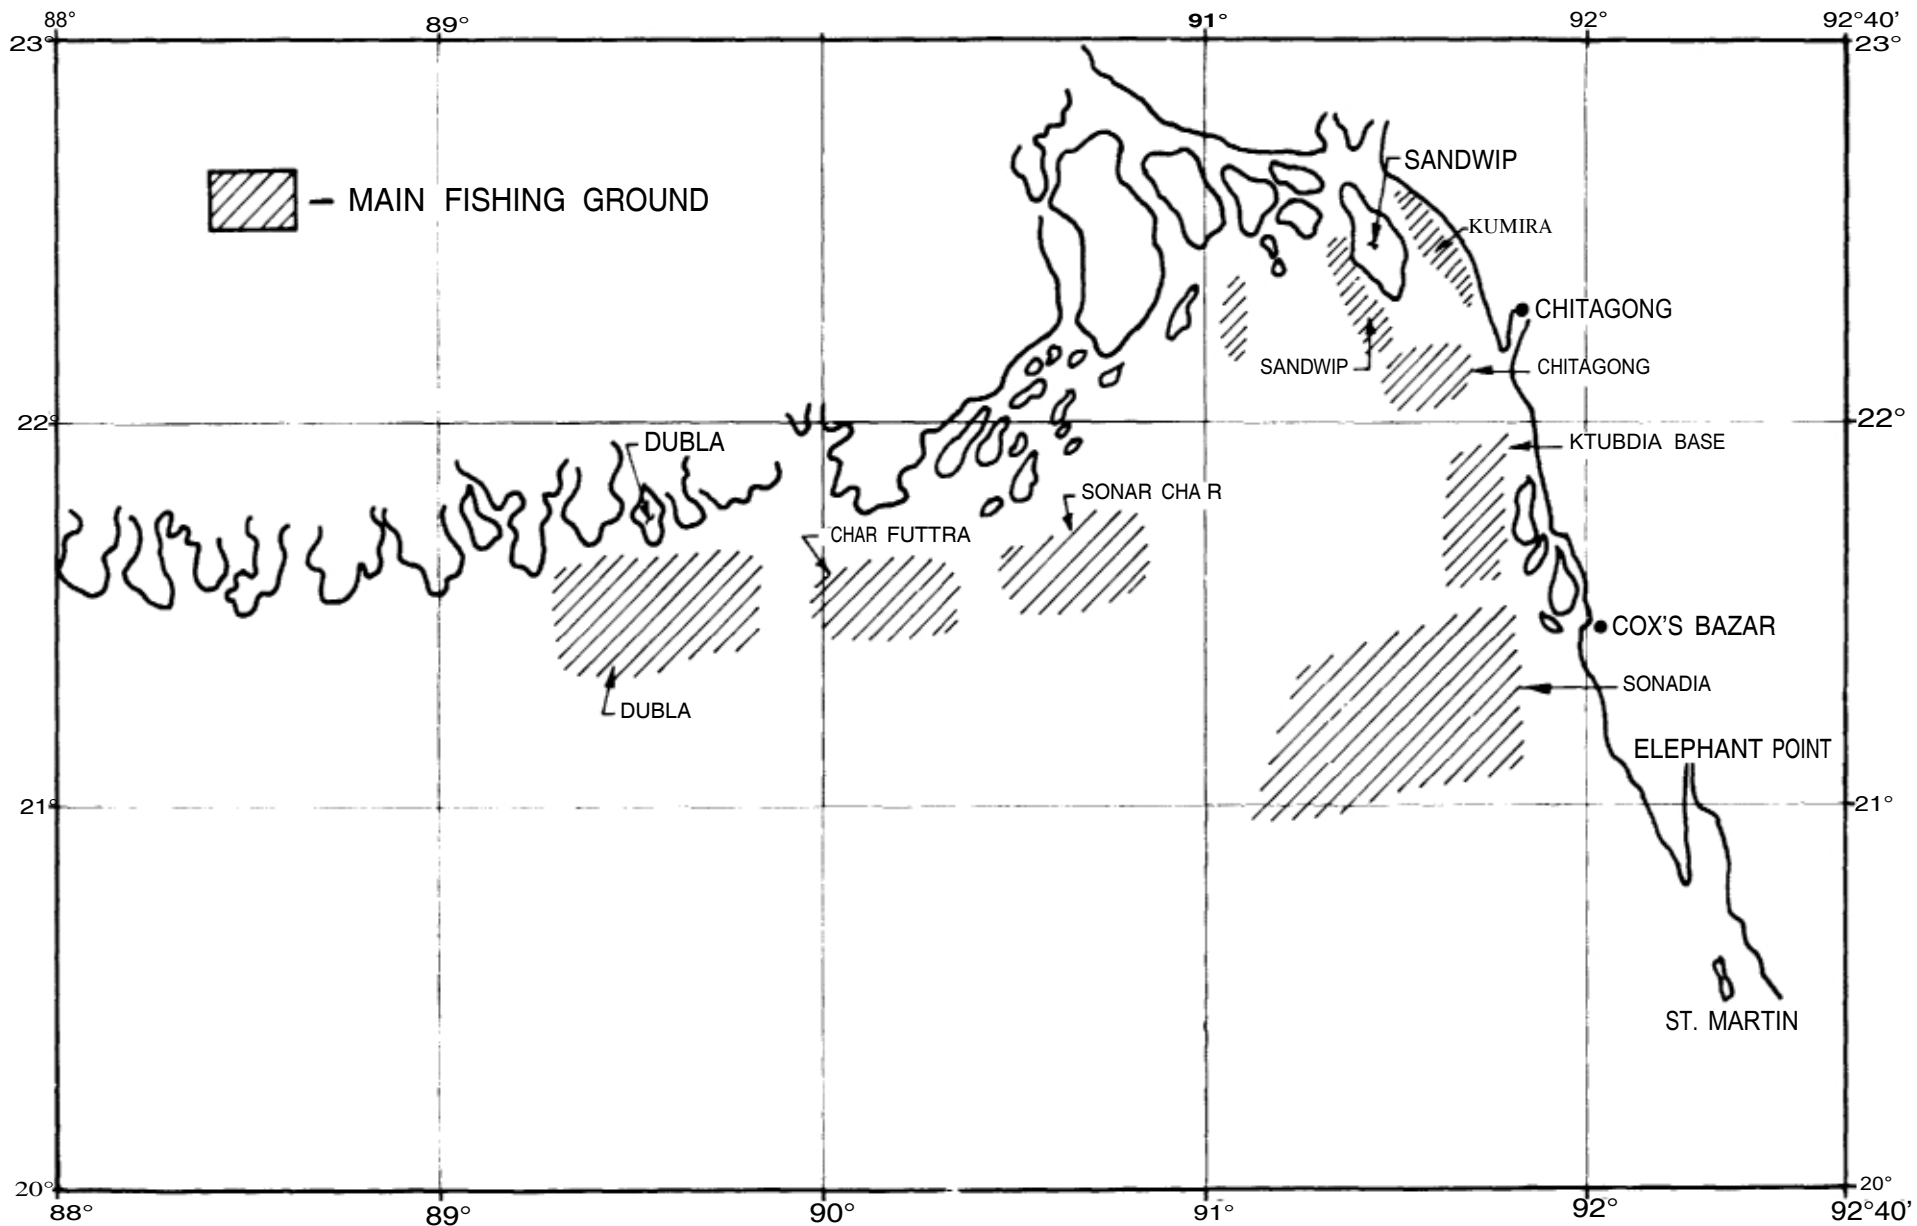 88° 89° 91° 92° 92°40'
23° 23°
SANDWIP
MAIN FISHING GROUND
KUMIRA
CHITAGONG
SANDWIP CHITAGONG
22° 22°
DUBLA KTUBDIA BASE
SONAR CHA R
CHAR FUTTRA
COX'S BAZAR
SONADIA
DUBLA
ELEPHANT POINT
21° 21°
ST. MARTIN
20° 20°
88° 89° 90° 91° 92° 92°40'